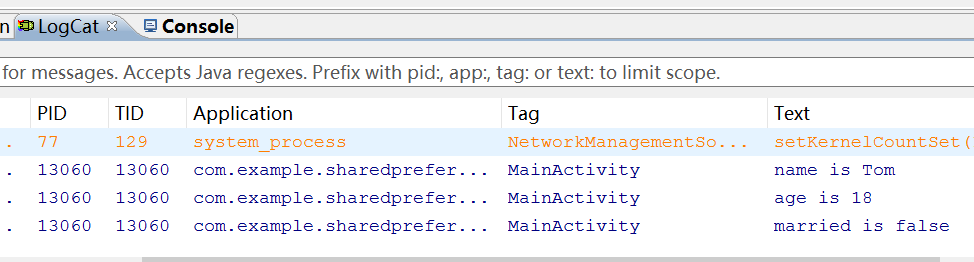 n LogCat Console
for messages. Accepts Java regexes. Prefix with pid:, app:, tag: or text: to limit scope.
PID TID Application Tag Text
. 77 129 system_process NetworkManagementSo... setKernelCountSet(
. 13060 13060 com.example.sharedprefer... MainActivity name is Tom
. 13060 13060 com.example.sharedprefer... MainActivity age is 18
. 13060 13060 com.example.sharedprefer... MainActivity married is false